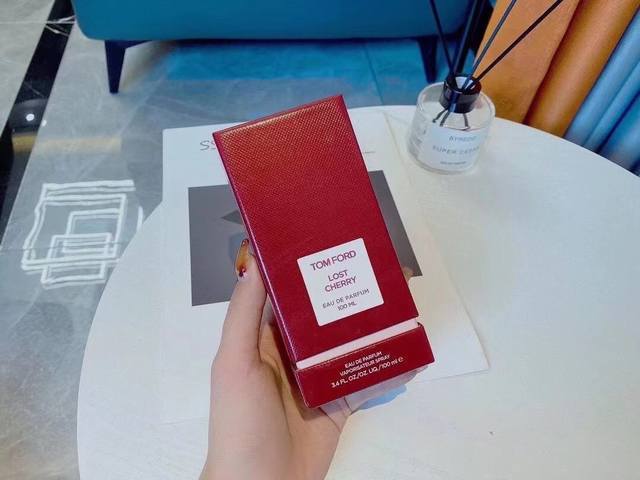 BYREDO
SUPER CEDAR
TOM FORD
LOST
CHERRY
EAU DE PARFUM
100 ML
EAU DE PARFUM
VAPORISATEUR SPRAY
3.4 FL. OZ/OZ. LIQ./100 ml ℮